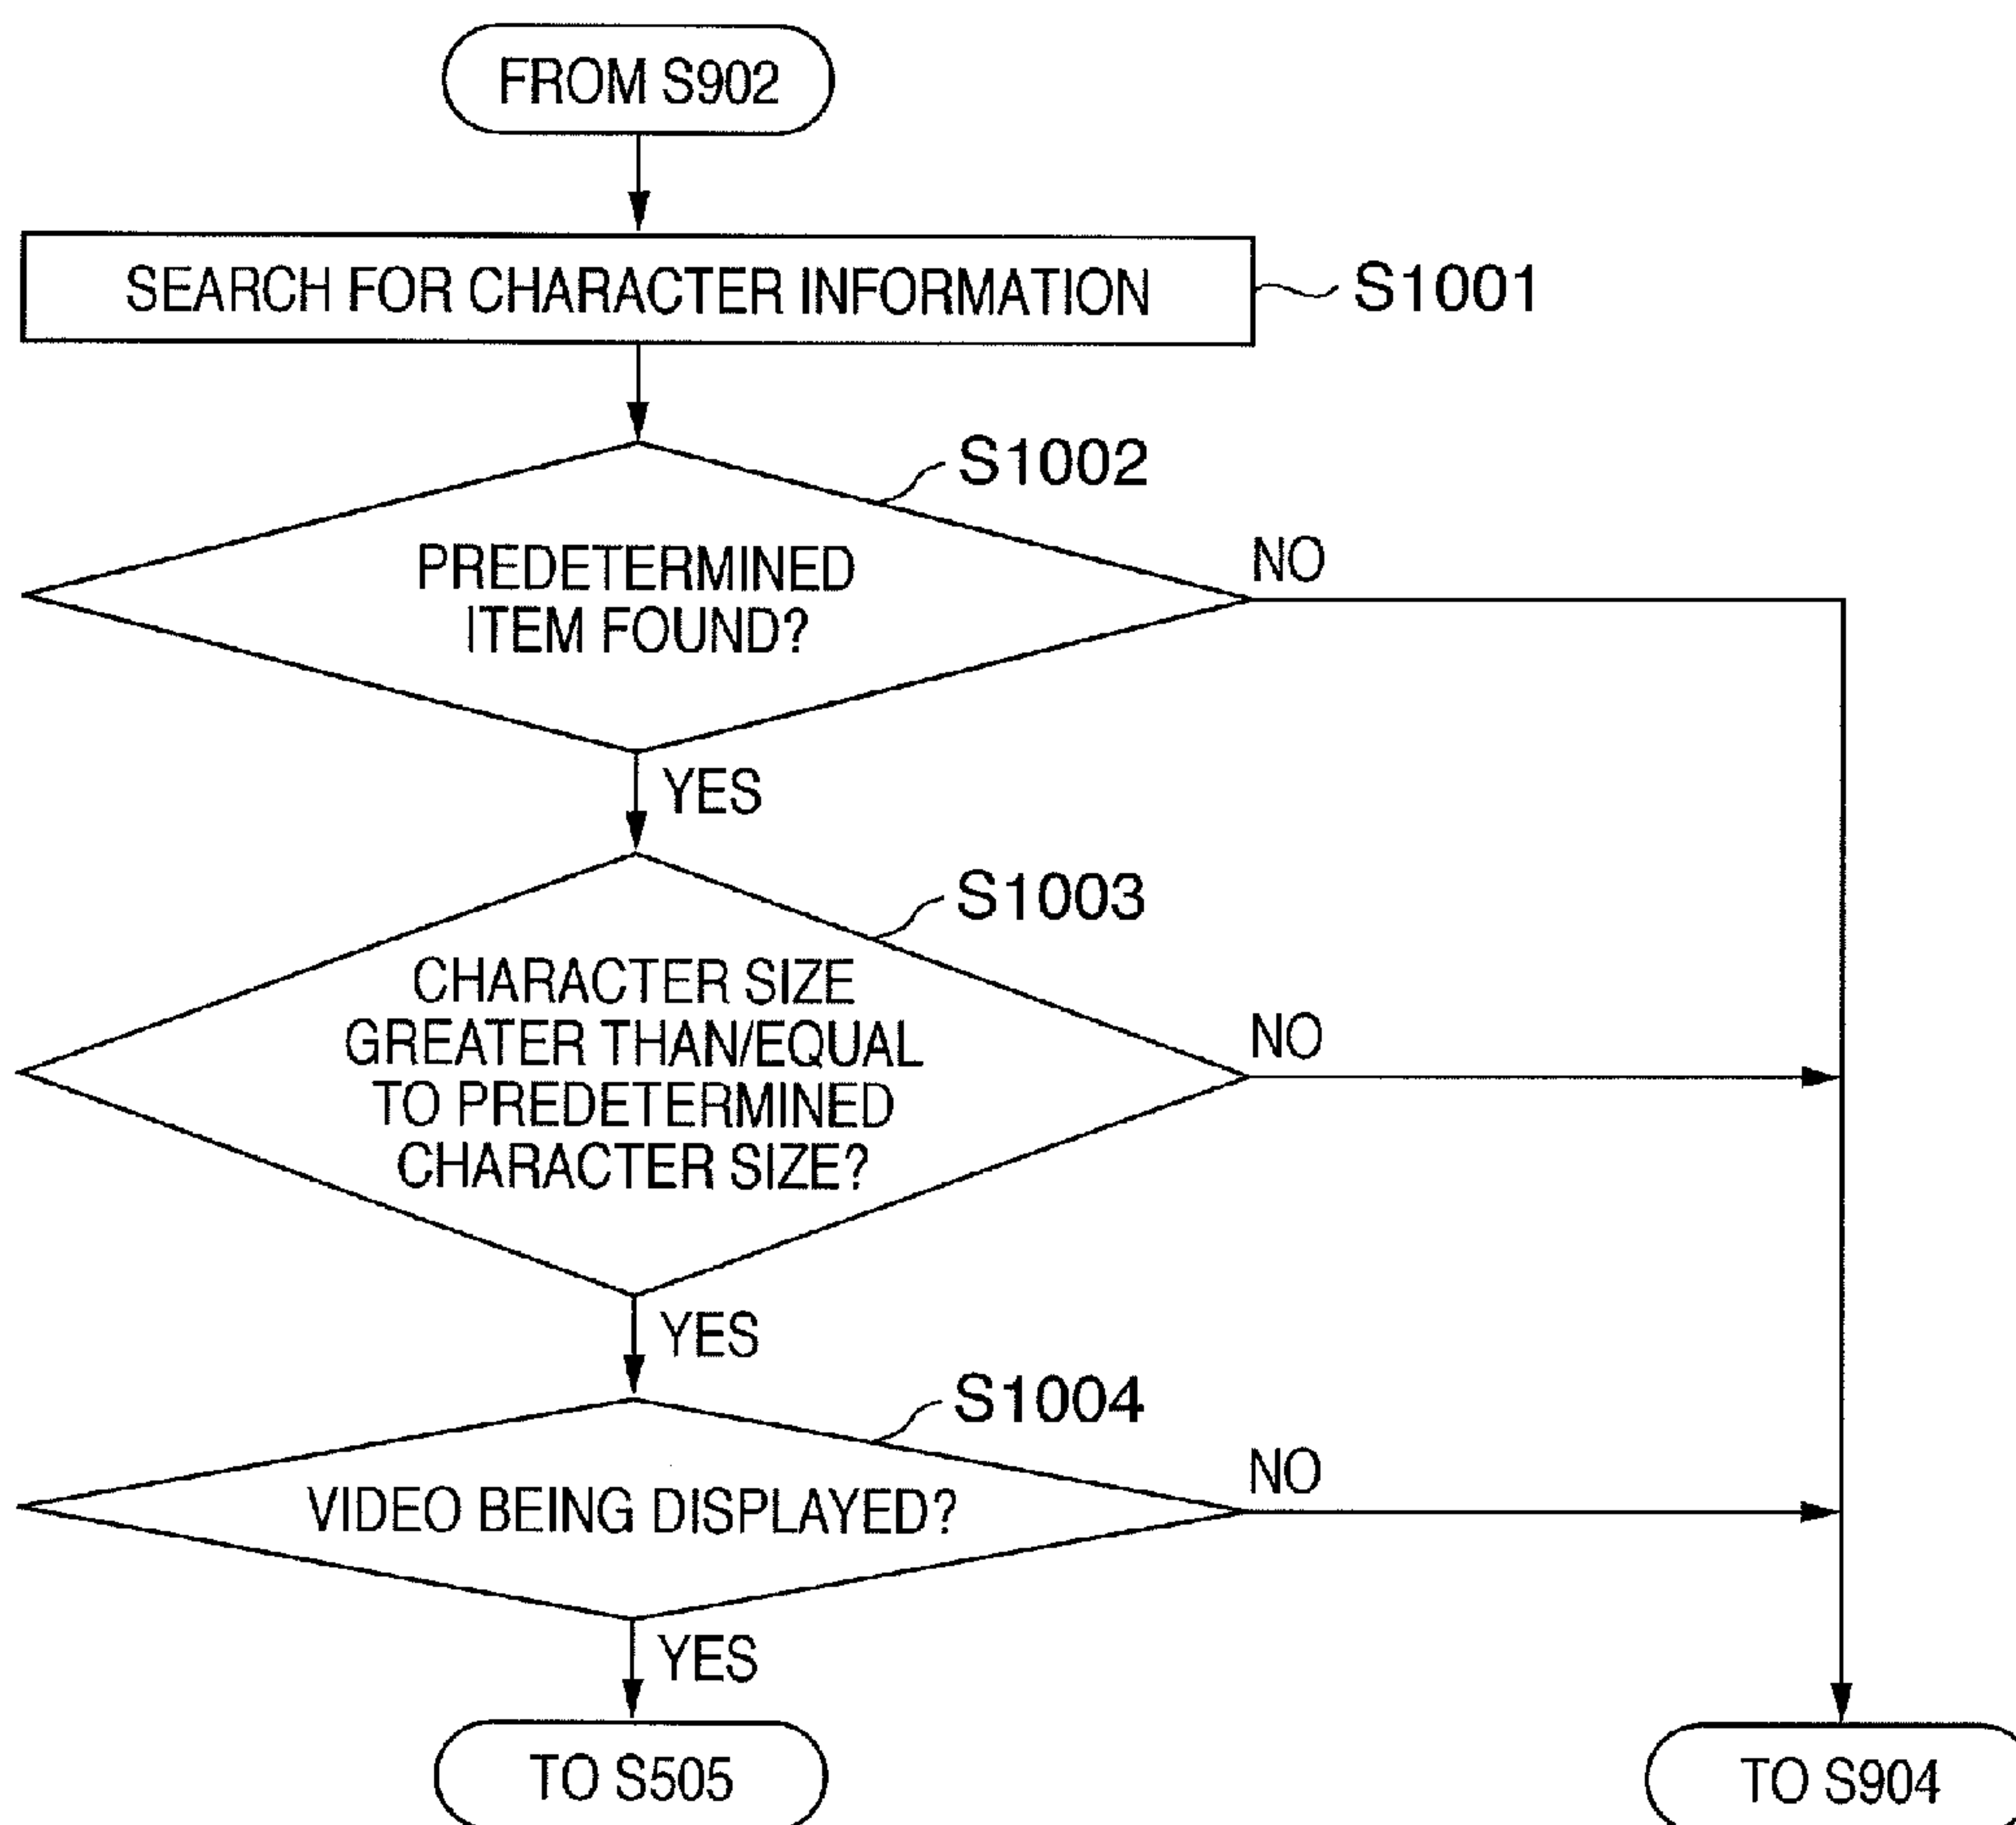 FROM S902
SEARCH FOR CHARACTER INFORMATION
S1001
S1002
PREDETERMINED
ITEM FOUND?
NO
YES
S1003
CHARACTER SIZE
GREATER THAN/EQUAL
TO PREDETERMINED
CHARACTER SIZE?
NO
YES
S1004
VIDEO BEING DISPLAYED?
NO
YES
TO S505
TO S904